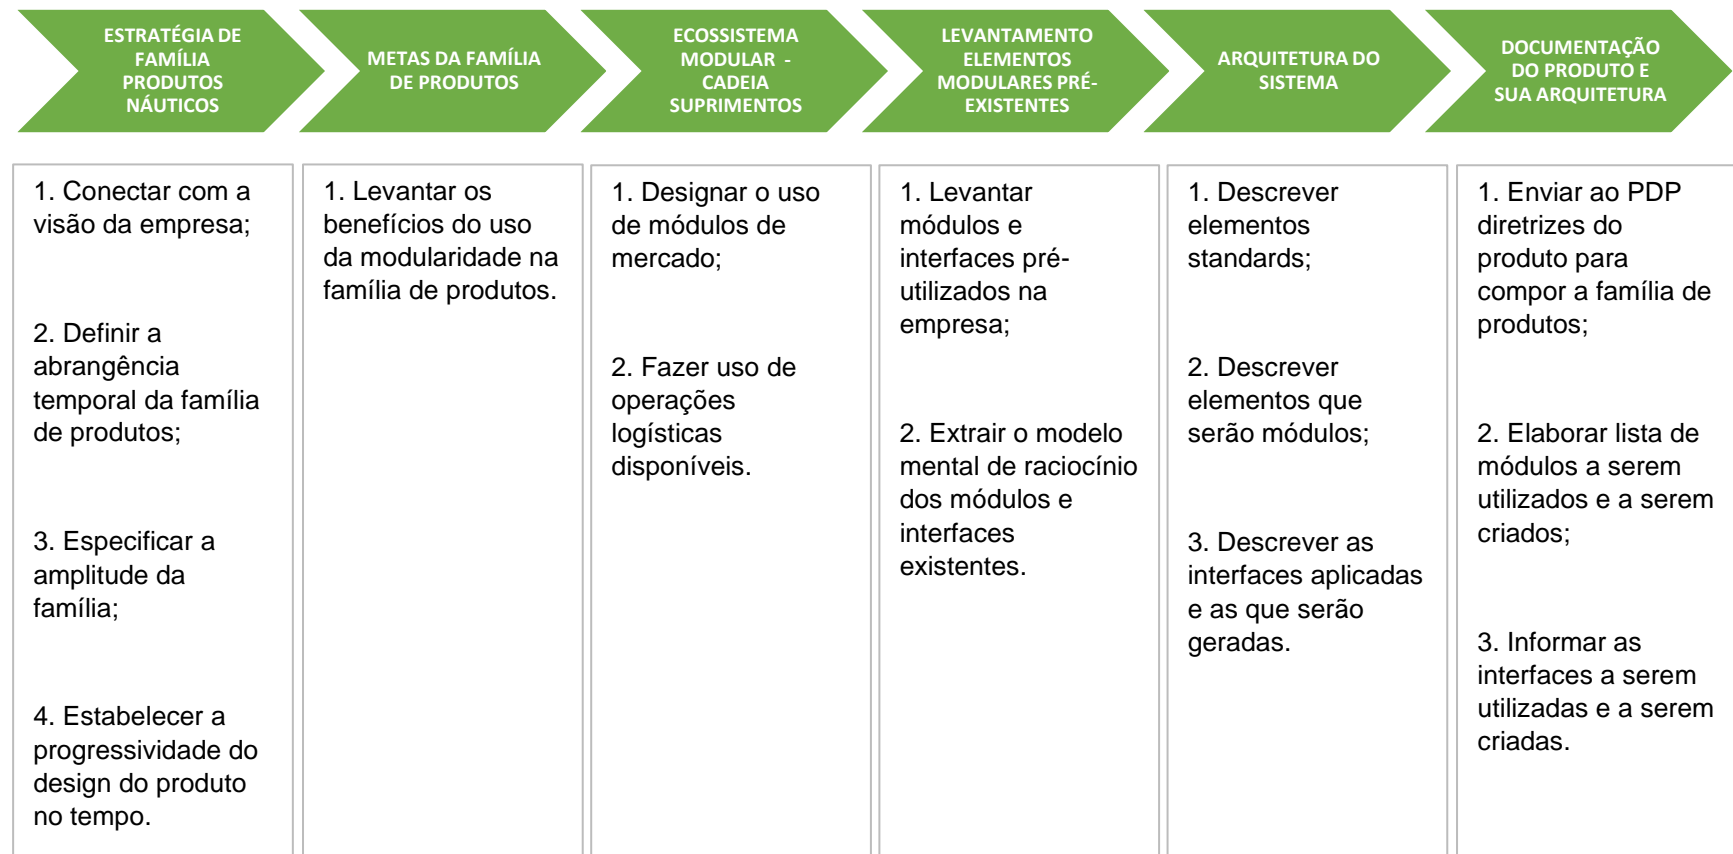 ESTRATÉGIA DE
FAMÍLIA
PRODUTOS
NÁUTICOS
METAS DA FAMÍLIA
DE PRODUTOS
ECOSSISTEMA
MODULAR -
CADEIA
SUPRIMENTOS
LEVANTAMENTO
ELEMENTOS
MODULARES PRÉ-
EXISTENTES
ARQUITETURA DO
SISTEMA
DOCUMENTAÇÃO
DO PRODUTO E
SUA ARQUITETURA
1. Conectar com a
visão da empresa;
2. Definir a
abrangência
temporal da família
de produtos;
3. Especificar a
amplitude da
família;
4. Estabelecer a
progressividade do
design do produto
no tempo.
1. Levantar os
benefícios do uso
da modularidade na
família de produtos.
1. Designar o uso
de módulos de
mercado;
2. Fazer uso de
operações
logísticas
disponíveis.
1. Levantar
módulos e
interfaces pré-
utilizados na
empresa;
2. Extrair o modelo
mental de raciocínio
dos módulos e
interfaces
existentes.
1. Descrever
elementos
standards;
2. Descrever
elementos que
serão módulos;
3. Descrever as
interfaces aplicadas
e as que serão
geradas.
1. Enviar ao PDP
diretrizes do
produto para
compor a família de
produtos;
2. Elaborar lista de
módulos a serem
utilizados e a serem
criados;
3. Informar as
interfaces a serem
utilizadas e a serem
criadas.